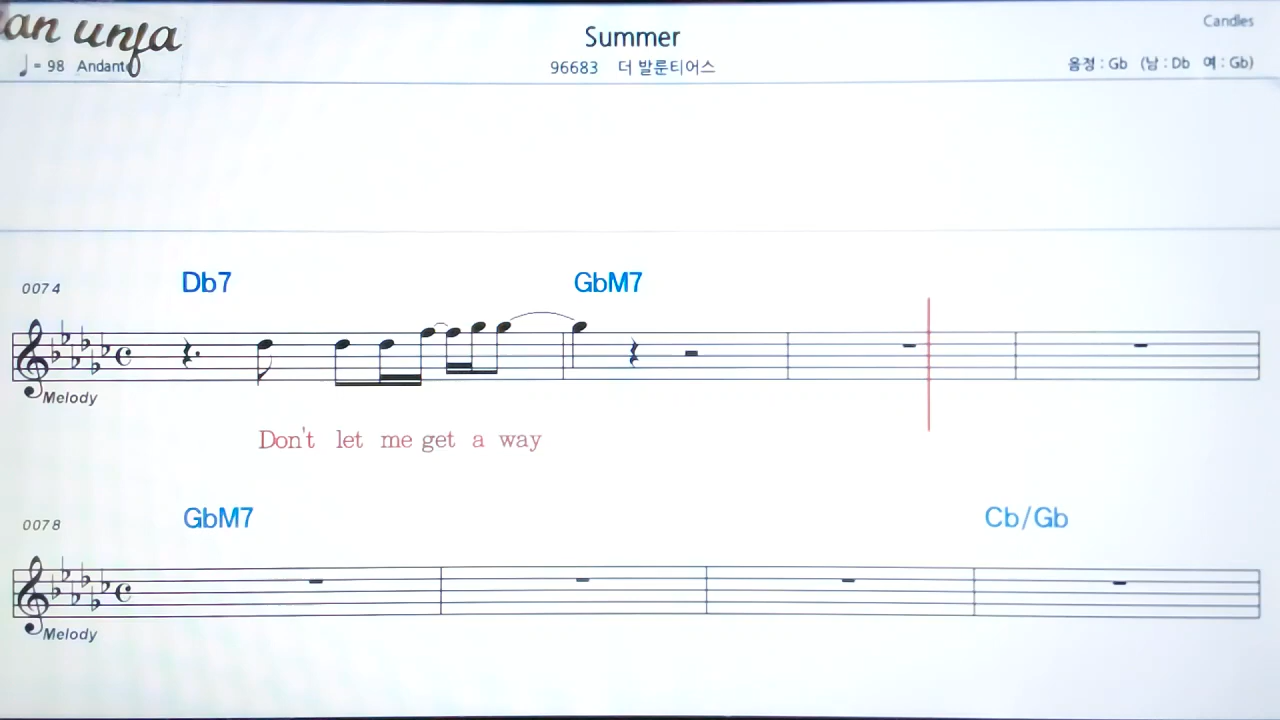 an unfa
Summer
Candles
♩= 98 Andante
96683 더 발룬티어스
음정 : Gb (남 : Db 여 : Gb)
0074
Db7
GbM7
Melody
Don't let me get a way
0078
GbM7
Cb/Gb
Melody